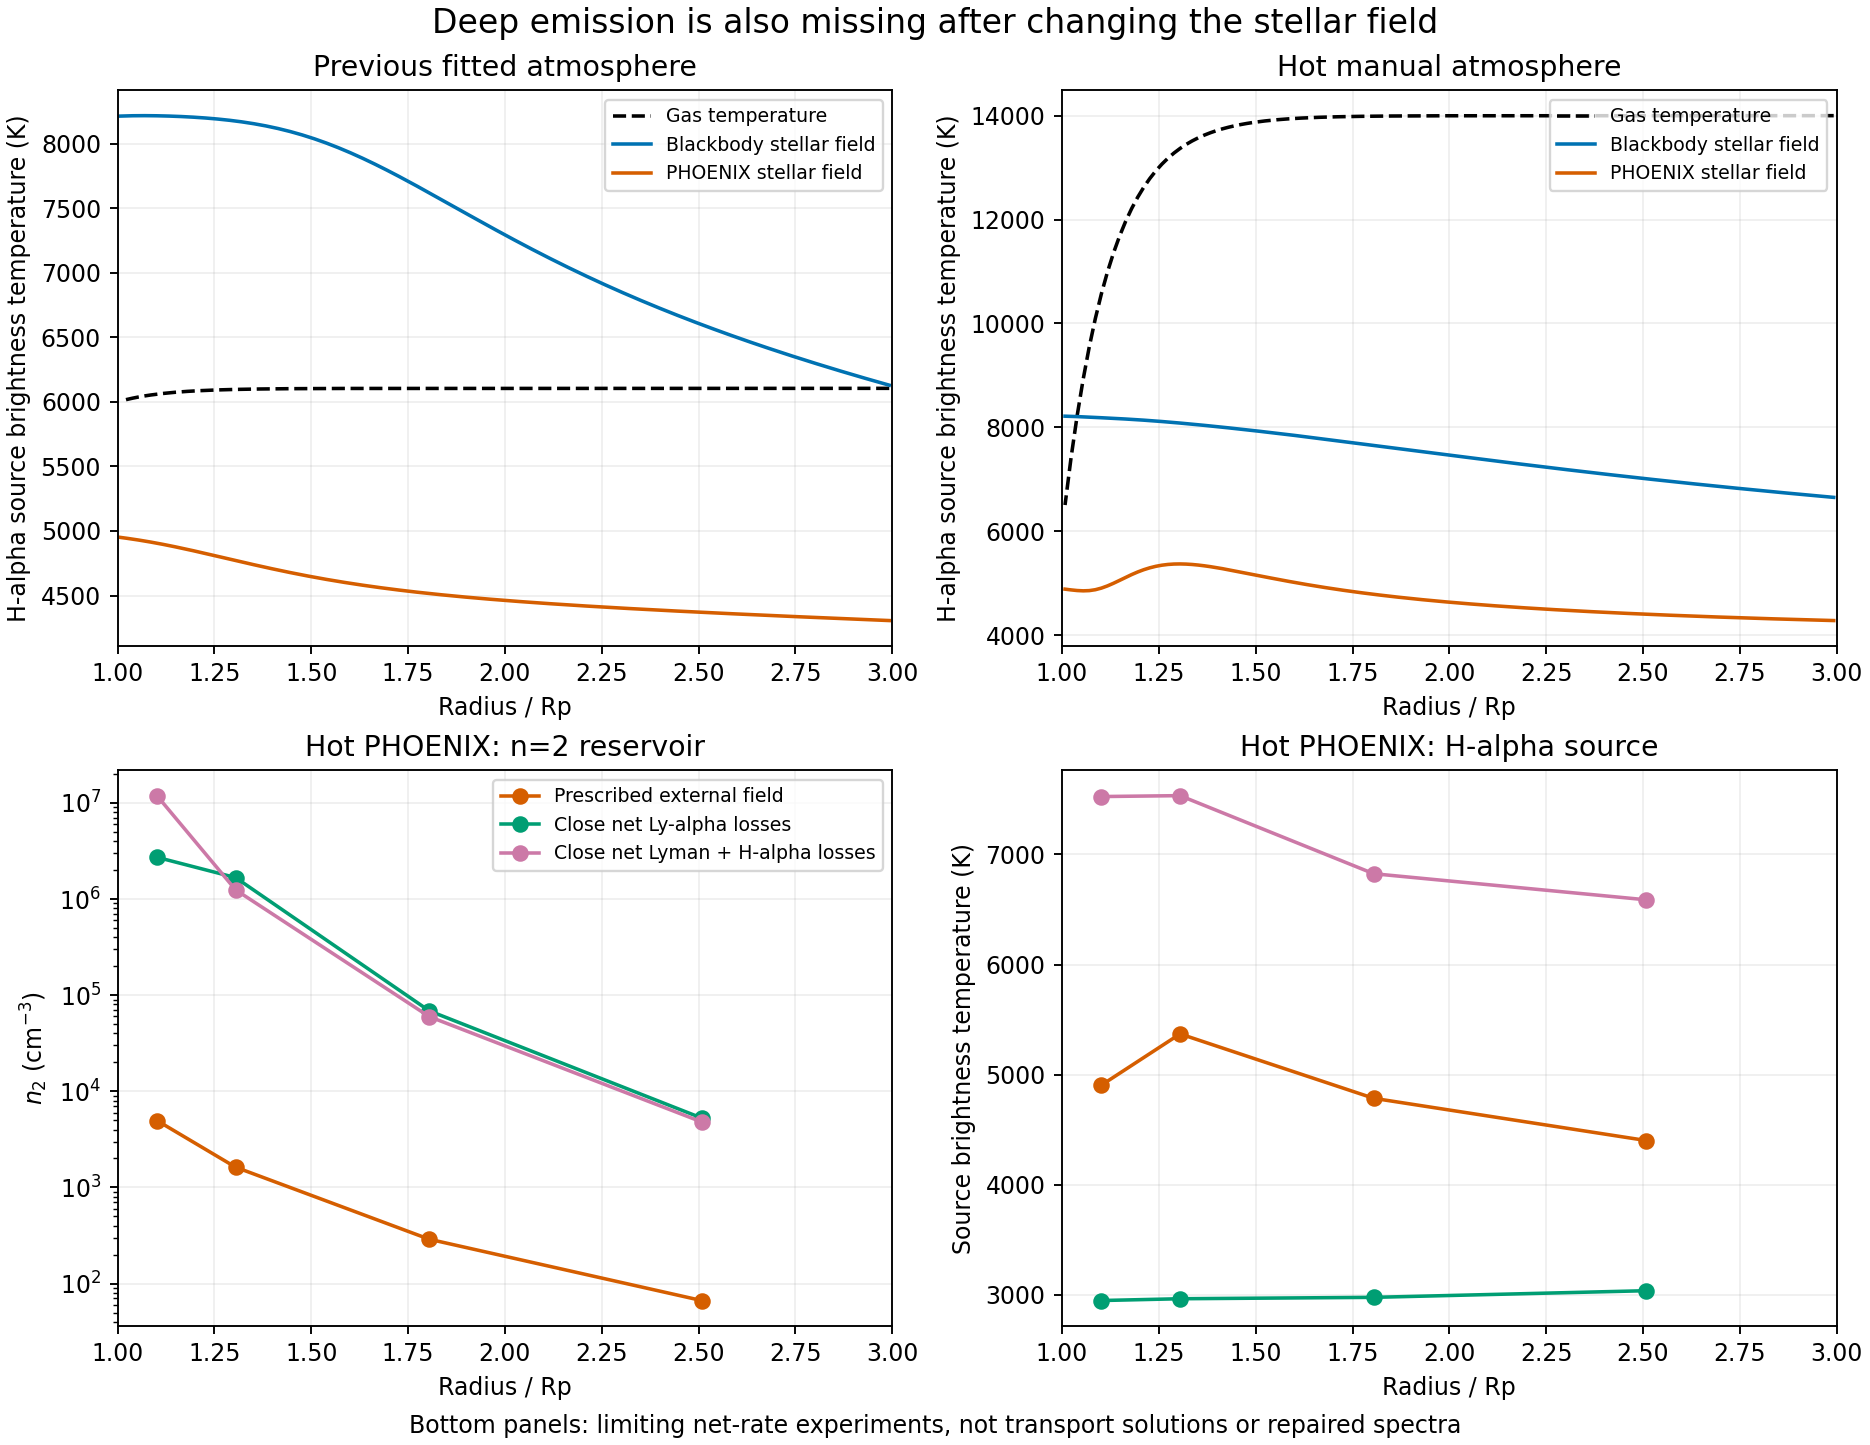 Deep emission is also missing after changing the stellar field
Previous fitted atmosphere
H-alpha source brightness temperature (K)
8000
7500
7000
6500
6000
5500
5000
4500
Gas temperature
Blackbody stellar field
PHOENIX stellar field
1.00 1.25 1.50 1.75 2.00 2.25 2.50 2.75 3.00
Radius / Rp
Hot manual atmosphere
H-alpha source brightness temperature (K)
14000
12000
10000
8000
6000
4000
Gas temperature
Blackbody stellar field
PHOENIX stellar field
1.00 1.25 1.50 1.75 2.00 2.25 2.50 2.75 3.00
Radius / Rp
Hot PHOENIX: n=2 reservoir
n₂ (cm⁻³)
10⁷
10⁶
10⁵
10⁴
10³
10²
Prescribed external field
Close net Ly-alpha losses
Close net Lyman + H-alpha losses
1.00 1.25 1.50 1.75 2.00 2.25 2.50 2.75 3.00
Radius / Rp
Hot PHOENIX: H-alpha source
Source brightness temperature (K)
7000
6000
5000
4000
3000
1.00 1.25 1.50 1.75 2.00 2.25 2.50 2.75 3.00
Radius / Rp
Bottom panels: limiting net-rate experiments, not transport solutions or repaired spectra